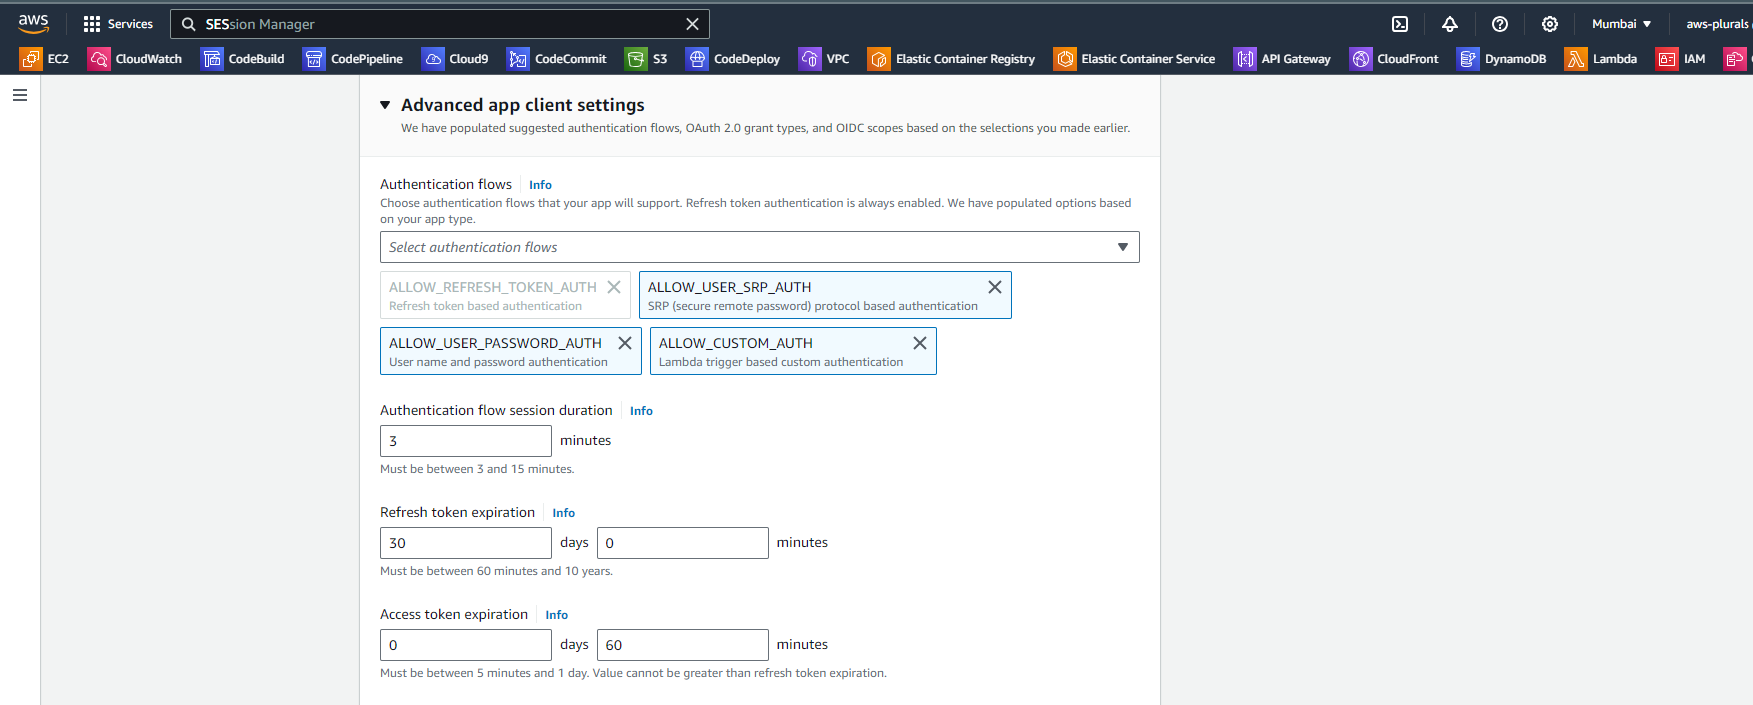 aws Services SESsion Manager Mumbai aws-plurals
EC2 CloudWatch CodeBuild CodePipeline Cloud9 CodeCommit S3 CodeDeploy VPC Elastic Container Registry Elastic Container Service API Gateway CloudFront DynamoDB Lambda IAM
Advanced app client settings
We have populated suggested authentication flows, OAuth 2.0 grant types, and OIDC scopes based on the selections you made earlier.
Authentication flows Info
Choose authentication flows that your app will support. Refresh token authentication is always enabled. We have populated options based
on your app type.
Select authentication flows
ALLOW_REFRESH_TOKEN_AUTH ALLOW_USER_SRP_AUTH
Refresh token based authentication SRP (secure remote password) protocol based authentication
ALLOW_USER_PASSWORD_AUTH ALLOW_CUSTOM_AUTH
User name and password authentication Lambda trigger based custom authentication
Authentication flow session duration Info
3 minutes
Must be between 3 and 15 minutes.
Refresh token expiration Info
30 days 0 minutes
Must be between 60 minutes and 10 years.
Access token expiration Info
0 days 60 minutes
Must be between 5 minutes and 1 day. Value cannot be greater than refresh token expiration.